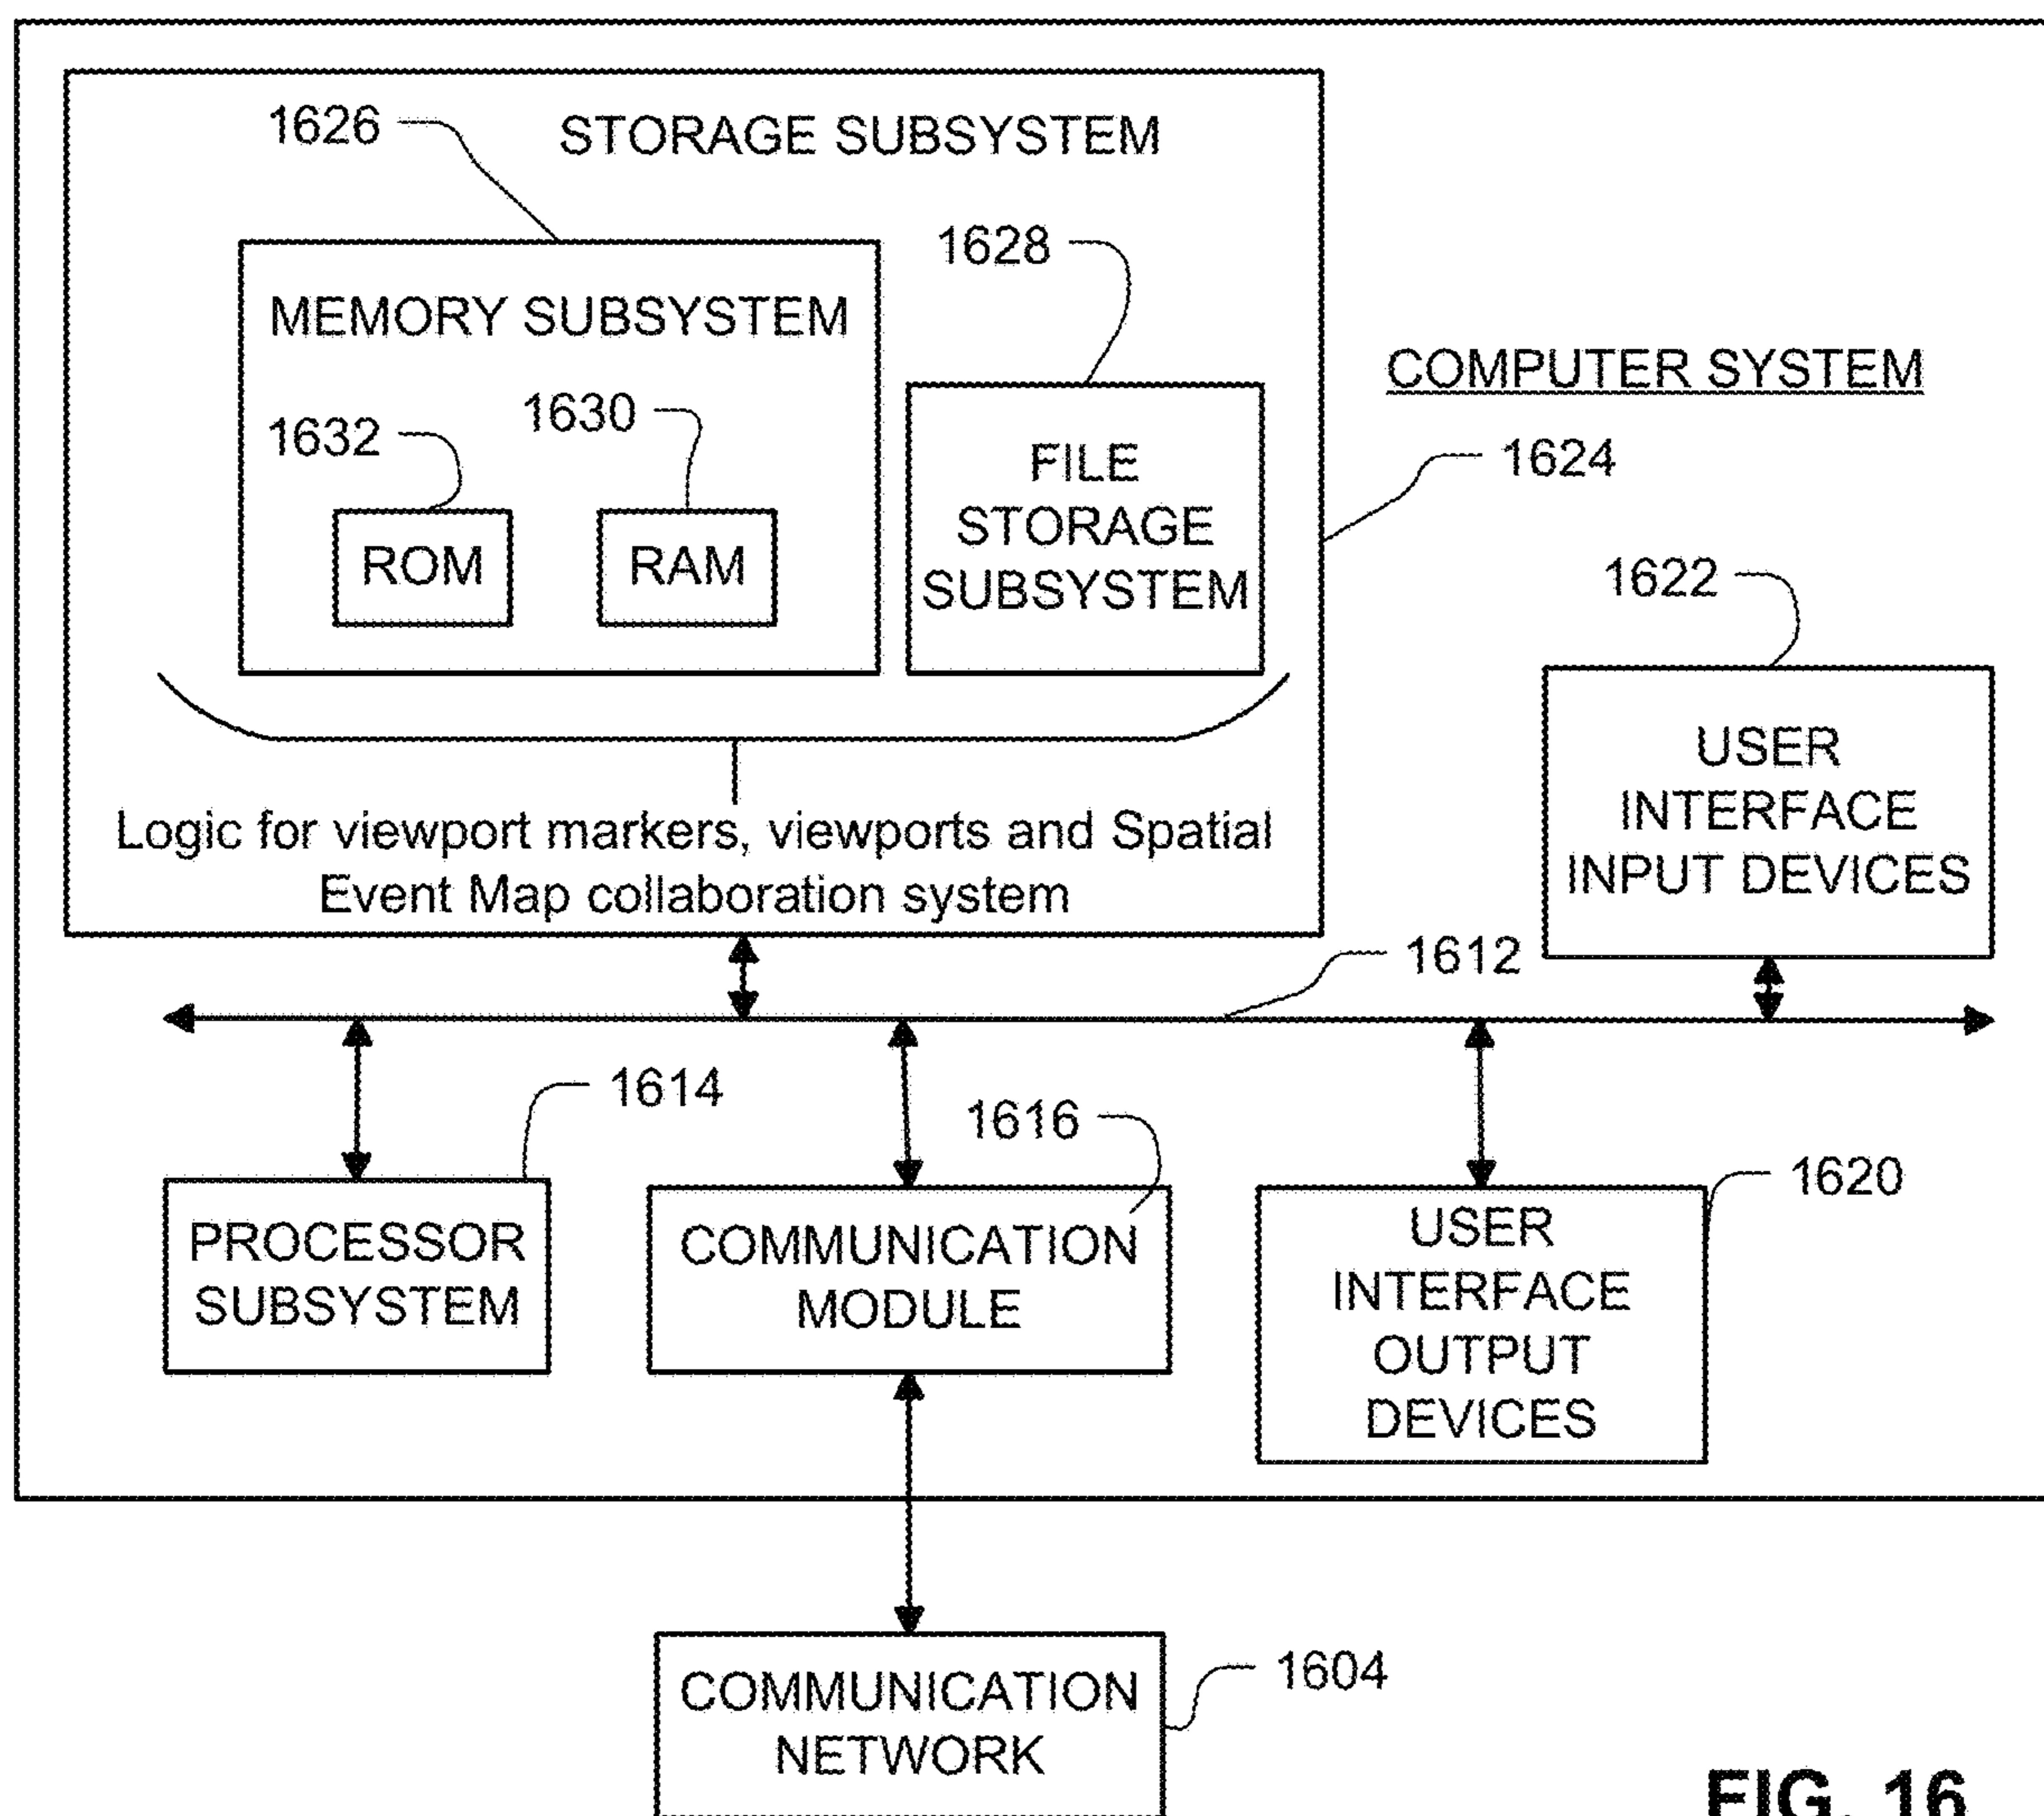 1626
STORAGE SUBSYSTEM
1628
MEMORY SUBSYSTEM
COMPUTER SYSTEM
1632
1630
1624
FILE
STORAGE
SUBSYSTEM
ROM
RAM
1622
USER
INTERFACE
INPUT DEVICES
Logic for viewport markers, viewports and Spatial
Event Map collaboration system
1612
1614
1616
1620
PROCESSOR
SUBSYSTEM
COMMUNICATION
MODULE
USER
INTERFACE
OUTPUT
DEVICES
COMMUNICATION
NETWORK
1604
FIG. 16